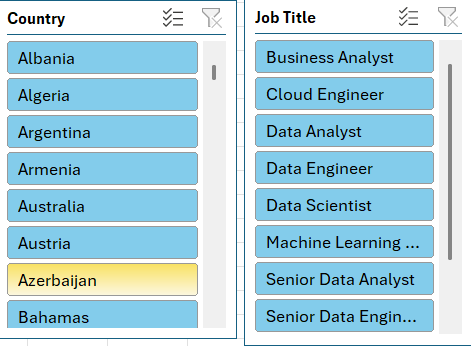 Country
Albania
Algeria
Argentina
Armenia
Australia
Austria
Azerbaijan
Bahamas
Job Title
Business Analyst
Cloud Engineer
Data Analyst
Data Engineer
Data Scientist
Machine Learning ...
Senior Data Analyst
Senior Data Engin...